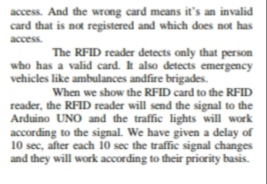 access. And the wrong card means it's an invalid
card that is not registered and which does not has
access.
The RFID reader detects only that person
who has a valid card. It also detects emergency
vehicles like ambulances andfire brigades.
When we show the RFID card to the RFID
reader, the RFID reader will send the signal to the
Arduino UNO and the traffic lights will work
according to the signal. We have given a delay of
10 sec, after each 10 sec the traffic signal changes
and they will work according to their priority basis.